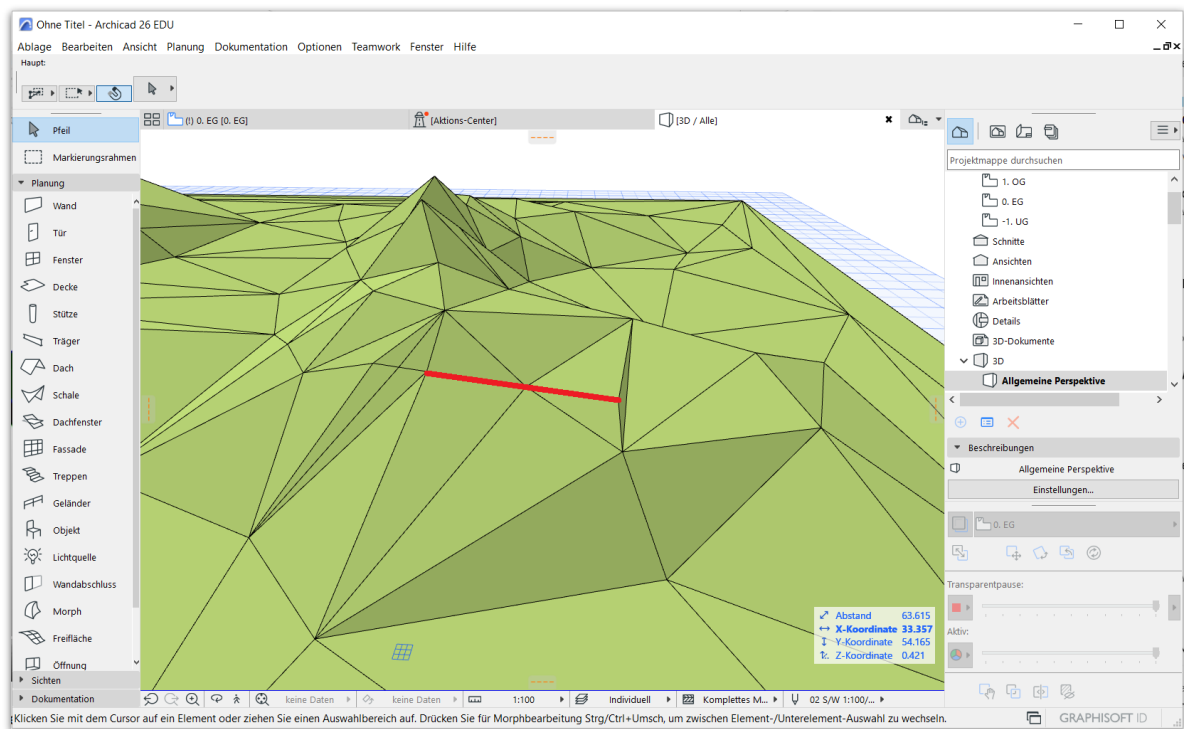 Ohne Titel - Archicad 26 EDU
Ablage Bearbeiten Ansicht Planung Dokumentation Optionen Teamwork Fenster Hilfe
Haupt:
(!) 0. EG [0. EG]
[Aktions-Center]
[3D / Alle]
Pfeil
Markierungsrahmen
Planung
Wand
Tür
Fenster
Decke
Stütze
Träger
Dach
Schale
Dachfenster
Fassade
Treppen
Geländer
Objekt
Lichtquelle
Wandabschluss
Morph
Freifläche
Öffnung
Sichten
Dokumentation
Projektmappe durchsuchen
1. OG
0. EG
-1. UG
Schnitte
Ansichten
Innenansichten
Arbeitsblätter
Details
3D-Dokumente
3D
Allgemeine Perspektive
Beschreibungen
Allgemeine Perspektive
Einstellungen...
0. EG
Transparentpause:
Aktiv:
Abstand 63.615
X-Koordinate 33.357
Y-Koordinate 54.165
Z-Koordinate 0.421
keine Daten
keine Daten
1:100
Individuell
Komplettes M...
02 S/W 1:100/...
Klicken Sie mit dem Cursor auf ein Element oder ziehen Sie einen Auswahlbereich auf. Drücken Sie für Morphbearbeitung Strg/Ctrl+Umsch, um zwischen Element-/Unterelement-Auswahl zu wechseln.
GRAPHISOFT ID